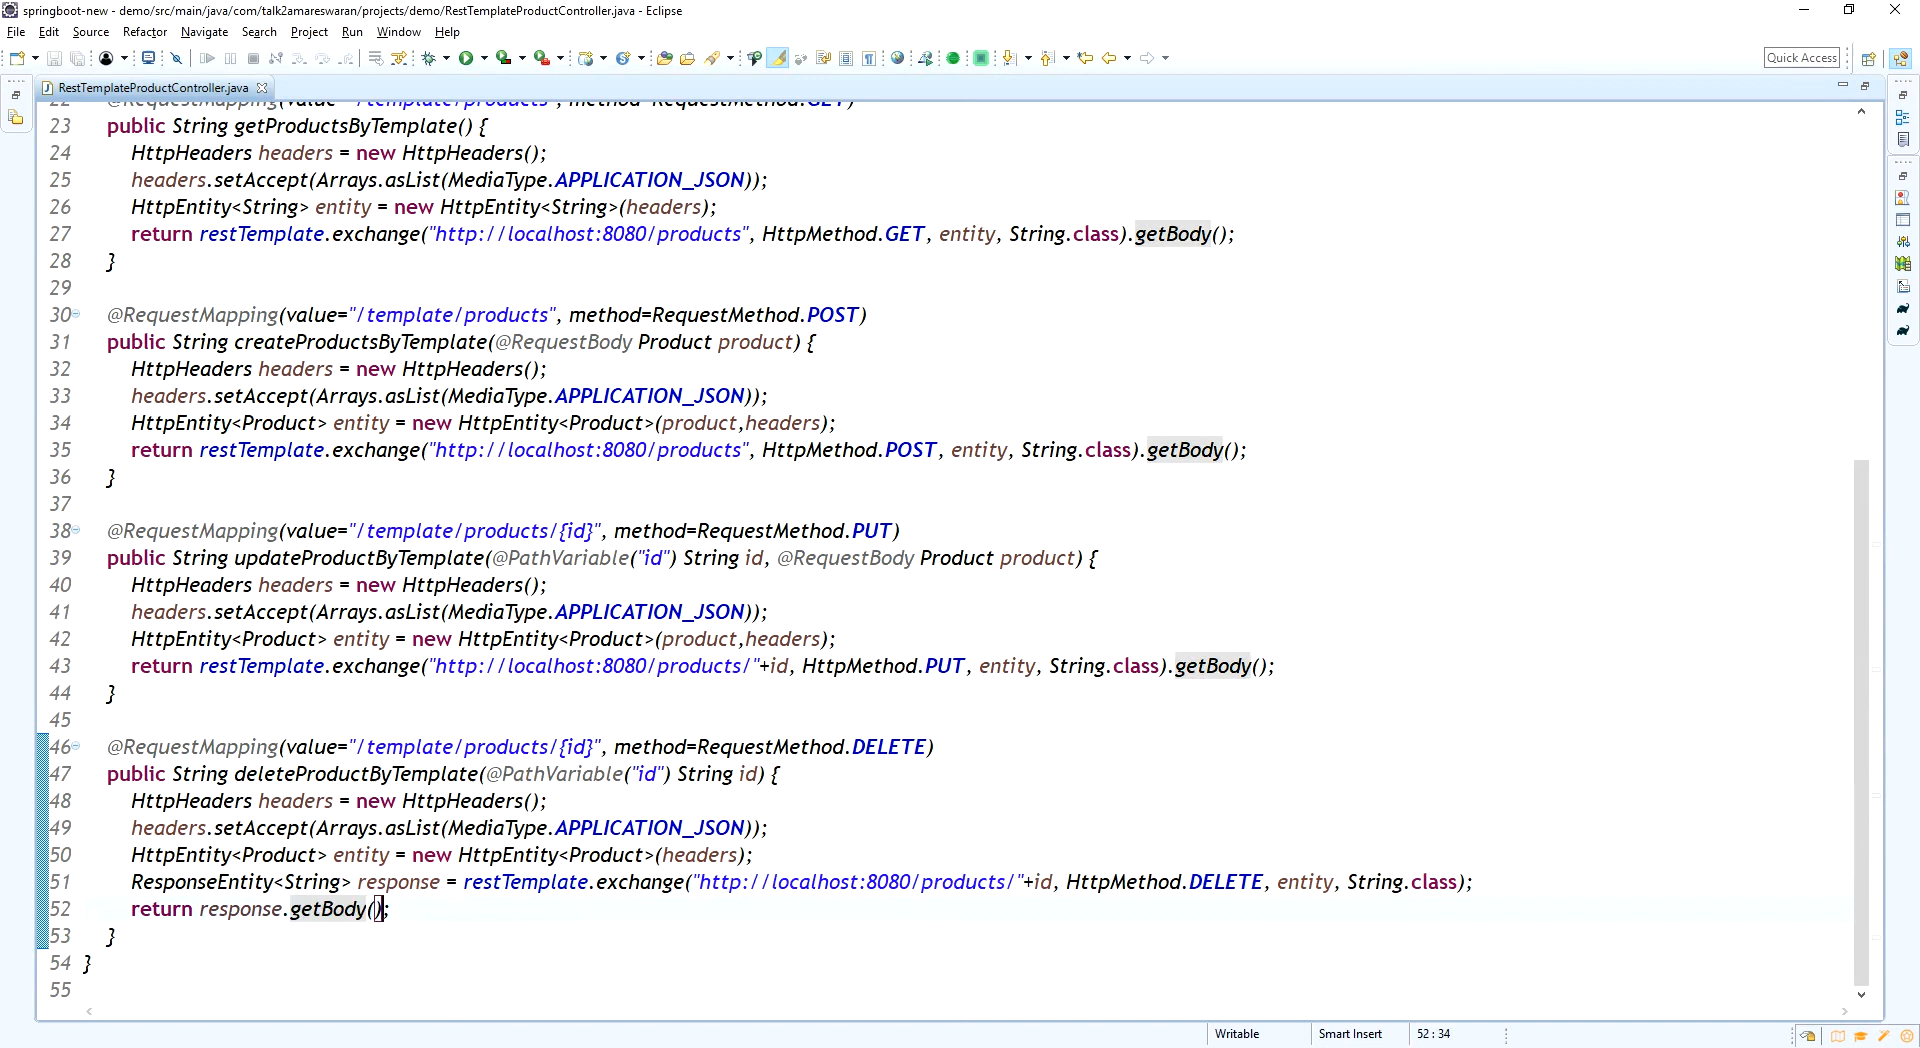 springboot-new - demo/src/main/java/com/talk2amareswaran/projects/demo/RestTemplateProductController.java - Eclipse
File Edit Source Refactor Navigate Search Project Run Window Help
Quick Access
RestTemplateProductController.java
22 @RequestMapping(value="/template/products", method=RequestMethod.GET)
23 public String getProductsByTemplate() {
24 HttpHeaders headers = new HttpHeaders();
25 headers.setAccept(Arrays.asList(MediaType.APPLICATION_JSON));
26 HttpEntity<String> entity = new HttpEntity<String>(headers);
27 return restTemplate.exchange("http://localhost:8080/products", HttpMethod.GET, entity, String.class).getBody();
28 }
29
30 @RequestMapping(value="/template/products", method=RequestMethod.POST)
31 public String createProductsByTemplate(@RequestBody Product product) {
32 HttpHeaders headers = new HttpHeaders();
33 headers.setAccept(Arrays.asList(MediaType.APPLICATION_JSON));
34 HttpEntity<Product> entity = new HttpEntity<Product>(product,headers);
35 return restTemplate.exchange("http://localhost:8080/products", HttpMethod.POST, entity, String.class).getBody();
36 }
37
38 @RequestMapping(value="/template/products/{id}", method=RequestMethod.PUT)
39 public String updateProductByTemplate(@PathVariable("id") String id, @RequestBody Product product) {
40 HttpHeaders headers = new HttpHeaders();
41 headers.setAccept(Arrays.asList(MediaType.APPLICATION_JSON));
42 HttpEntity<Product> entity = new HttpEntity<Product>(product,headers);
43 return restTemplate.exchange("http://localhost:8080/products/"+id, HttpMethod.PUT, entity, String.class).getBody();
44 }
45
46 @RequestMapping(value="/template/products/{id}", method=RequestMethod.DELETE)
47 public String deleteProductByTemplate(@PathVariable("id") String id) {
48 HttpHeaders headers = new HttpHeaders();
49 headers.setAccept(Arrays.asList(MediaType.APPLICATION_JSON));
50 HttpEntity<Product> entity = new HttpEntity<Product>(headers);
51 ResponseEntity<String> response = restTemplate.exchange("http://localhost:8080/products/"+id, HttpMethod.DELETE, entity, String.class);
52 return response.getBody();
53 }
54 }
55
Writable Smart Insert 52 : 34